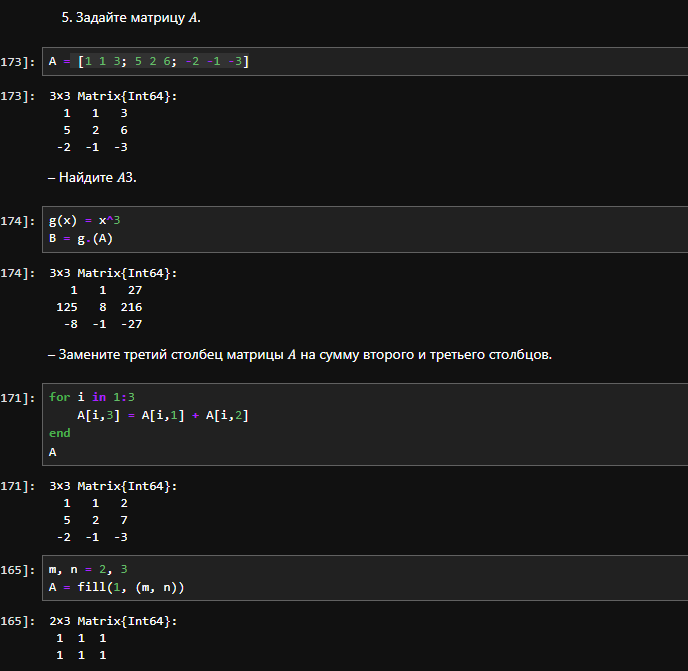 5. Задайте матрицу A.
173]: A = [1 1 3; 5 2 6; -2 -1 -3]
173]: 3×3 Matrix{Int64}:
1 1 3
5 2 6
-2 -1 -3
– Найдите A3.
174]: g(x) = x^3
B = g.(A)
174]: 3×3 Matrix{Int64}:
1 1 27
125 8 216
-8 -1 -27
– Замените третий столбец матрицы A на сумму второго и третьего столбцов.
171]: for i in 1:3
A[i,3] = A[i,1] + A[i,2]
end
A
171]: 3×3 Matrix{Int64}:
1 1 2
5 2 7
-2 -1 -3
165]: m, n = 2, 3
A = fill(1, (m, n))
165]: 2×3 Matrix{Int64}:
1 1 1
1 1 1